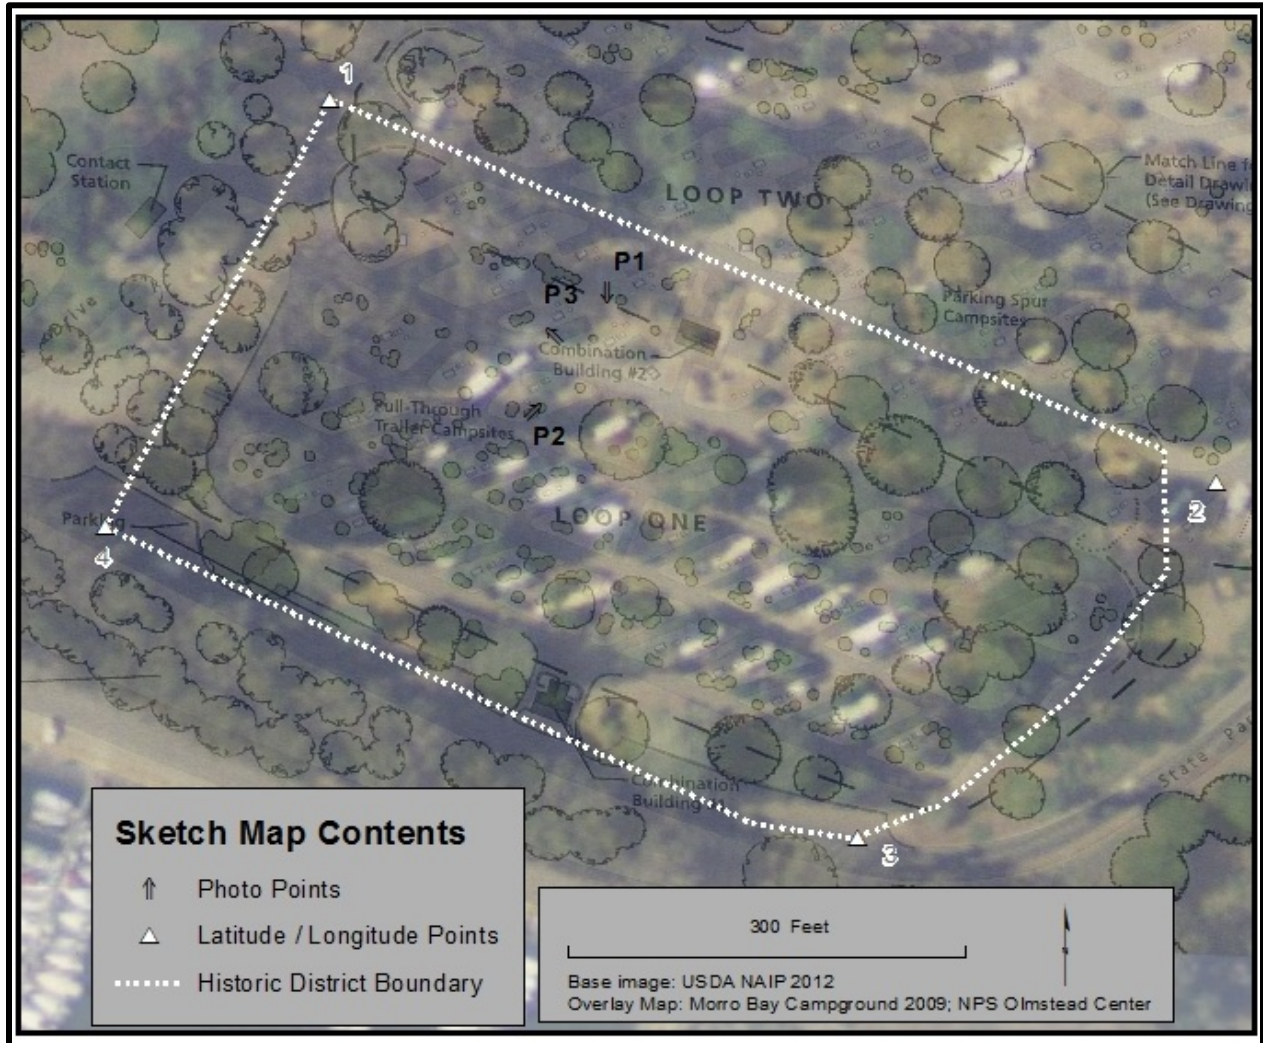 1
Contact
Station
LOOP TWO
Match Line
Detail
(See Drawing
P1
P3
Drive
Parking Spur
Campsites
Combination
Building #2
Pull-Through
Trailer Campsites
P2
LOOP ONE
2
Parking
4
State
Combination
Building
3
Sketch Map Contents
Photo Points
Latitude / Longitude Points
Historic District Boundary
300 Feet
Base image: USDA NAIP 2012
Overlay Map: Morro Bay Campground 2009; NPS Olmstead Center